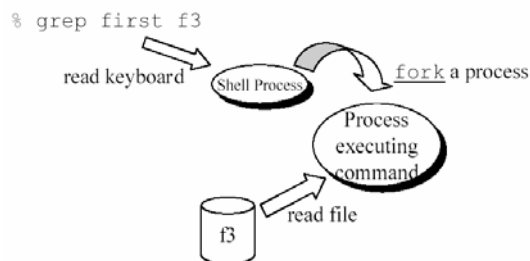 % grep first f3
read keyboard
Shell Process
fork a process
Process
executing
command
read file
f3